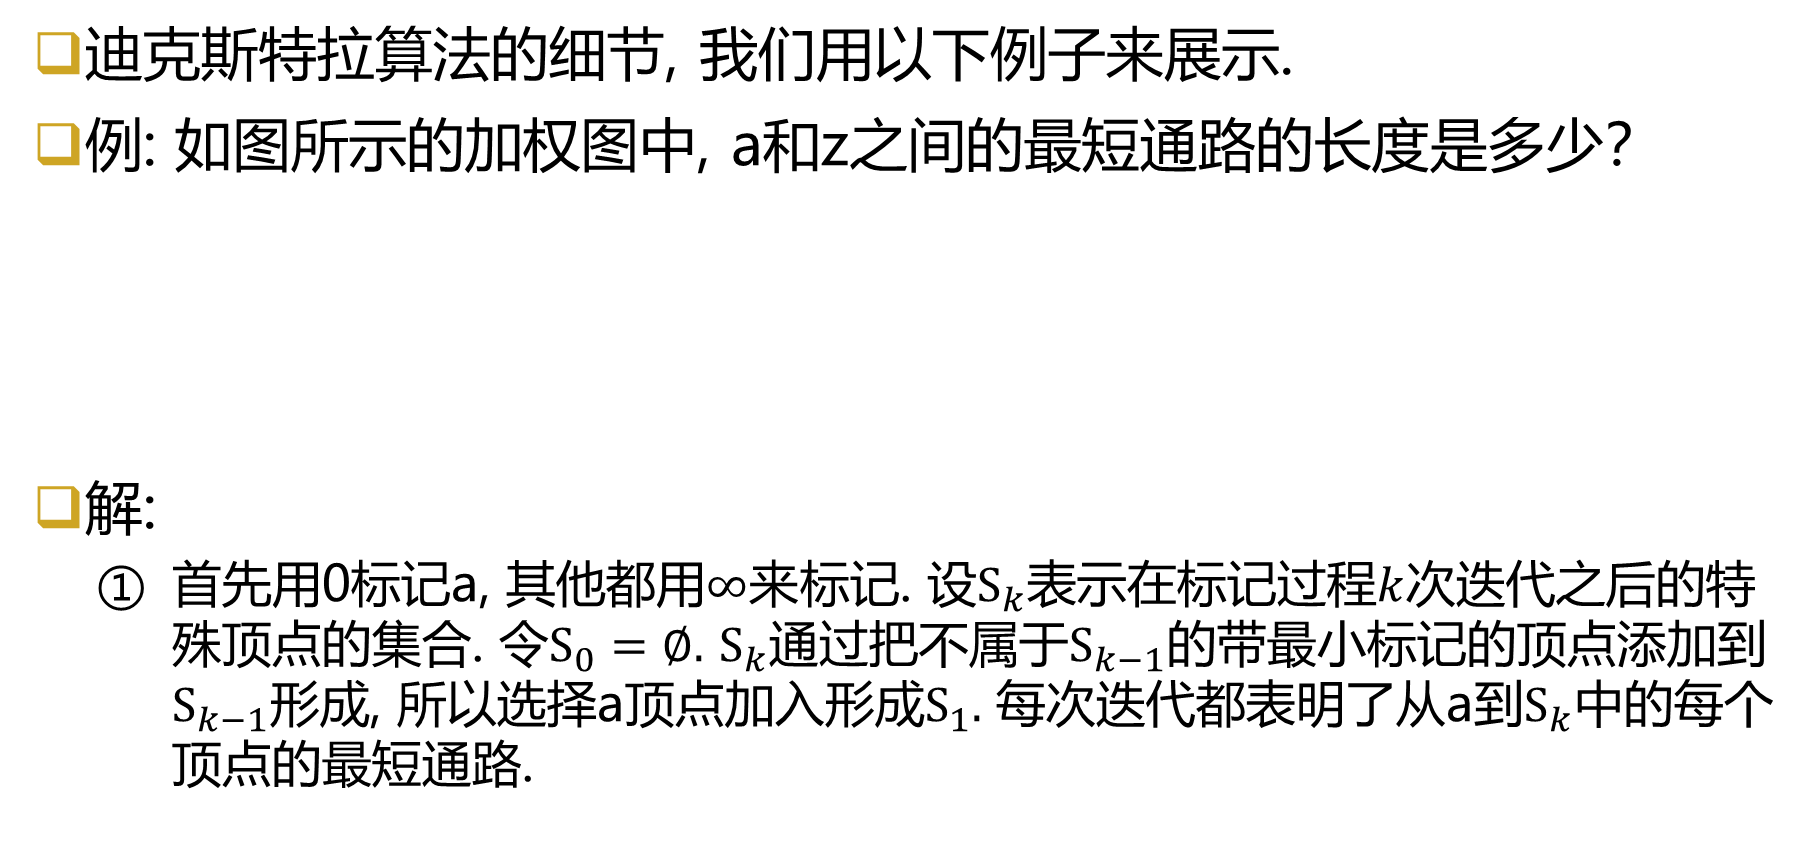 ❑迪克斯特拉算法的细节, 我们用以下例子来展示.
❑例: 如图所示的加权图中, a和z之间的最短通路的长度是多少?
❑解:
① 首先用0标记a, 其他都用∞来标记. 设S_k表示在标记过程k次迭代之后的特
殊顶点的集合. 令S_0 = ∅. S_k通过把不属于S_{k−1}的带最小标记的顶点添加到
S_{k−1}形成, 所以选择a顶点加入形成S_1. 每次迭代都表明了从a到S_k中的每个
顶点的最短通路.